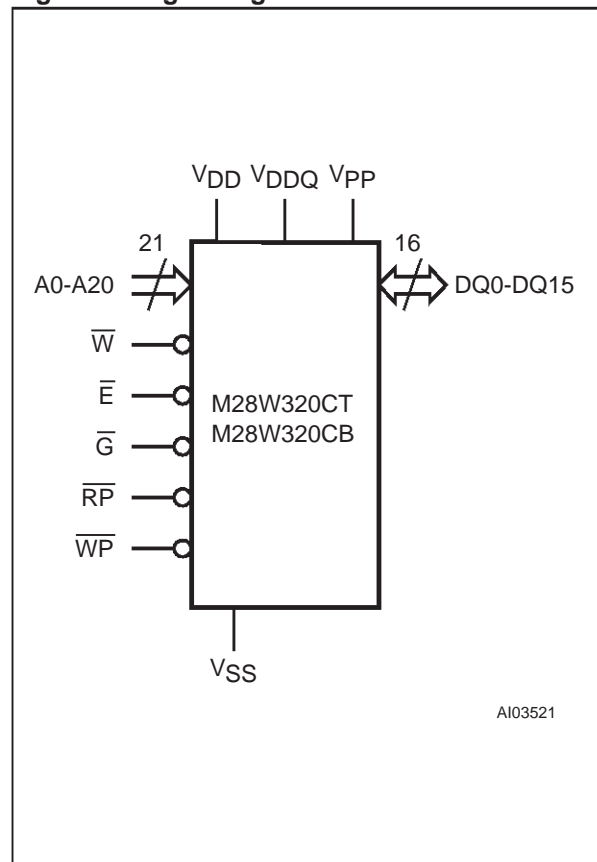 VDD VDDQ VPP
21
16
A0-A20
DQ0-DQ15
W
E
G
RP
WP
M28W320CT
M28W320CB
VSS
AI03521